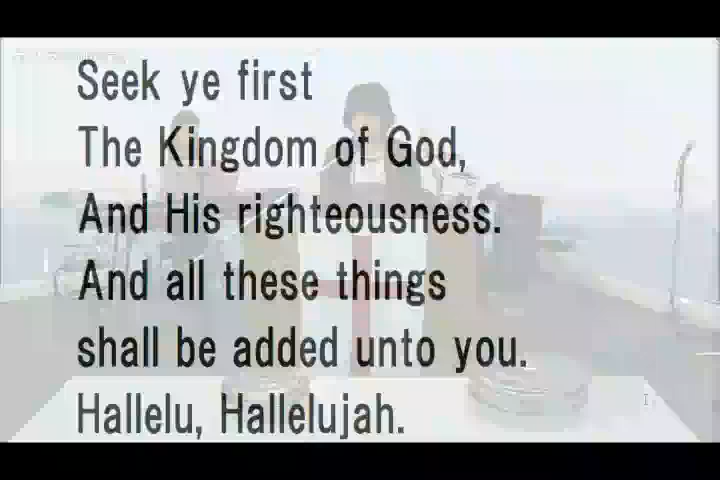 Seek ye first
The Kingdom of God,
And His righteousness.
And all these things
shall be added unto you.
Hallelu, Hallelujah.